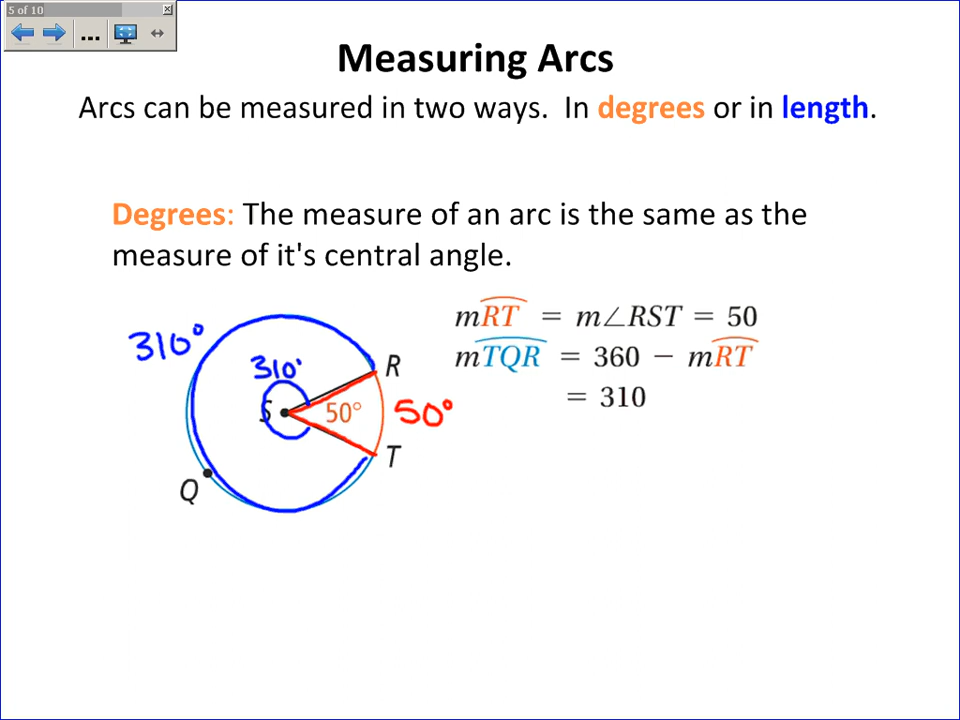 5 of 10
...
Measuring Arcs
Arcs can be measured in two ways. In degrees or in length.
Degrees: The measure of an arc is the same as the
measure of it's central angle.
310°
310°
R
S
50°
50°
T
Q
mRT = m∠RST = 50
mTQR = 360 − mRT
= 310